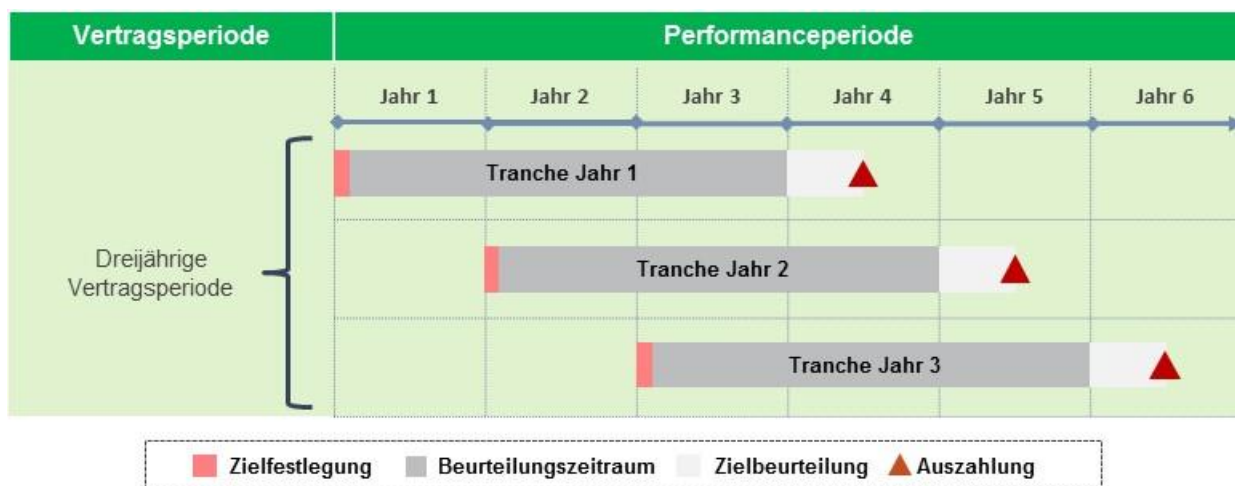 Vertragsperiode
Performanceperiode
Jahr 1
Jahr 2
Jahr 3
Jahr 4
Jahr 5
Jahr 6
Tranche Jahr 1
Dreijährige
Vertragsperiode
Tranche Jahr 2
Tranche Jahr 3
Zielfestlegung
Beurteilungszeitraum
Zielbeurteilung
Auszahlung